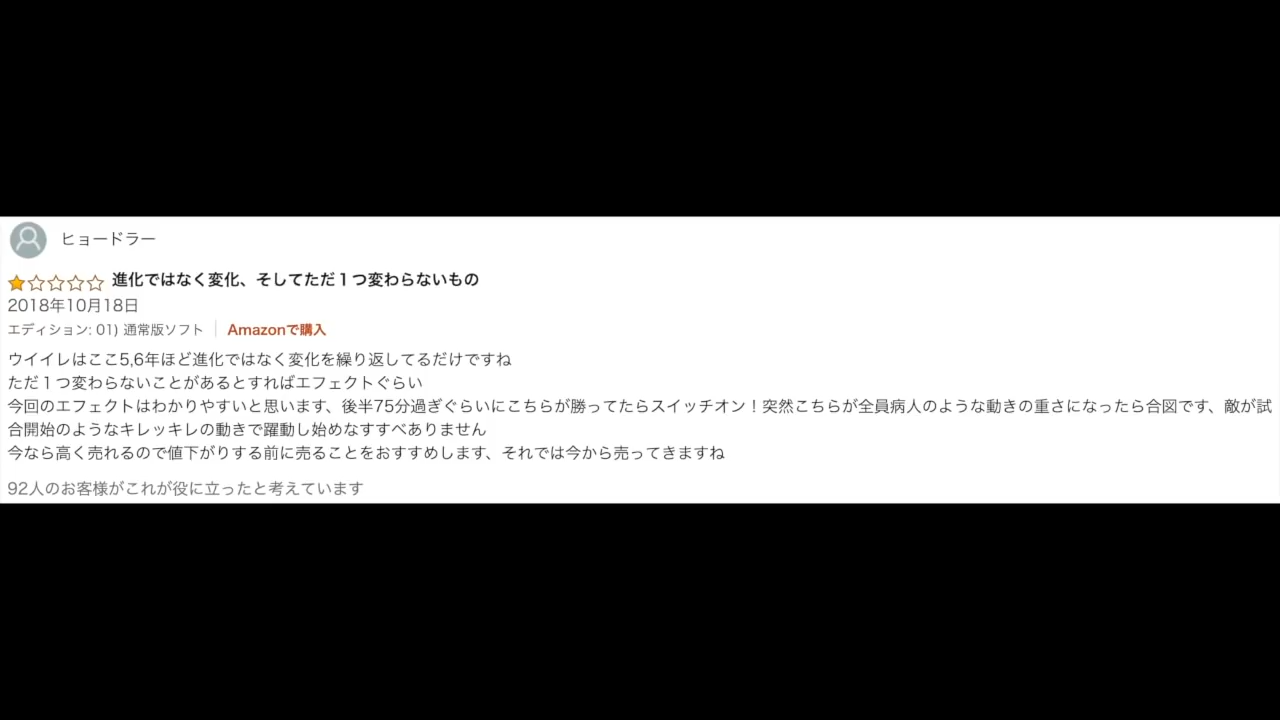 ヒョードラー
進化ではなく変化、そしてただ１つ変わらないもの
2018年10月18日
エディション: 01) 通常版ソフト Amazonで購入
ウイイレはここ5,6年ほど進化ではなく変化を繰り返してるだけですね
ただ１つ変わらないことがあるとすればエフェクトぐらい
今回のエフェクトはわかりやすいと思います、後半75分過ぎぐらいにこちらが勝ってたらスイッチオン！突然こちらが全員病人のような動きの重さになったら合図です、敵が試
合開始のようなキレッキレの動きで躍動し始めなすすべありません
今なら高く売れるので値下がりする前に売ることをおすすめします、それでは今から売ってきますね
92人のお客様がこれが役に立ったと考えています